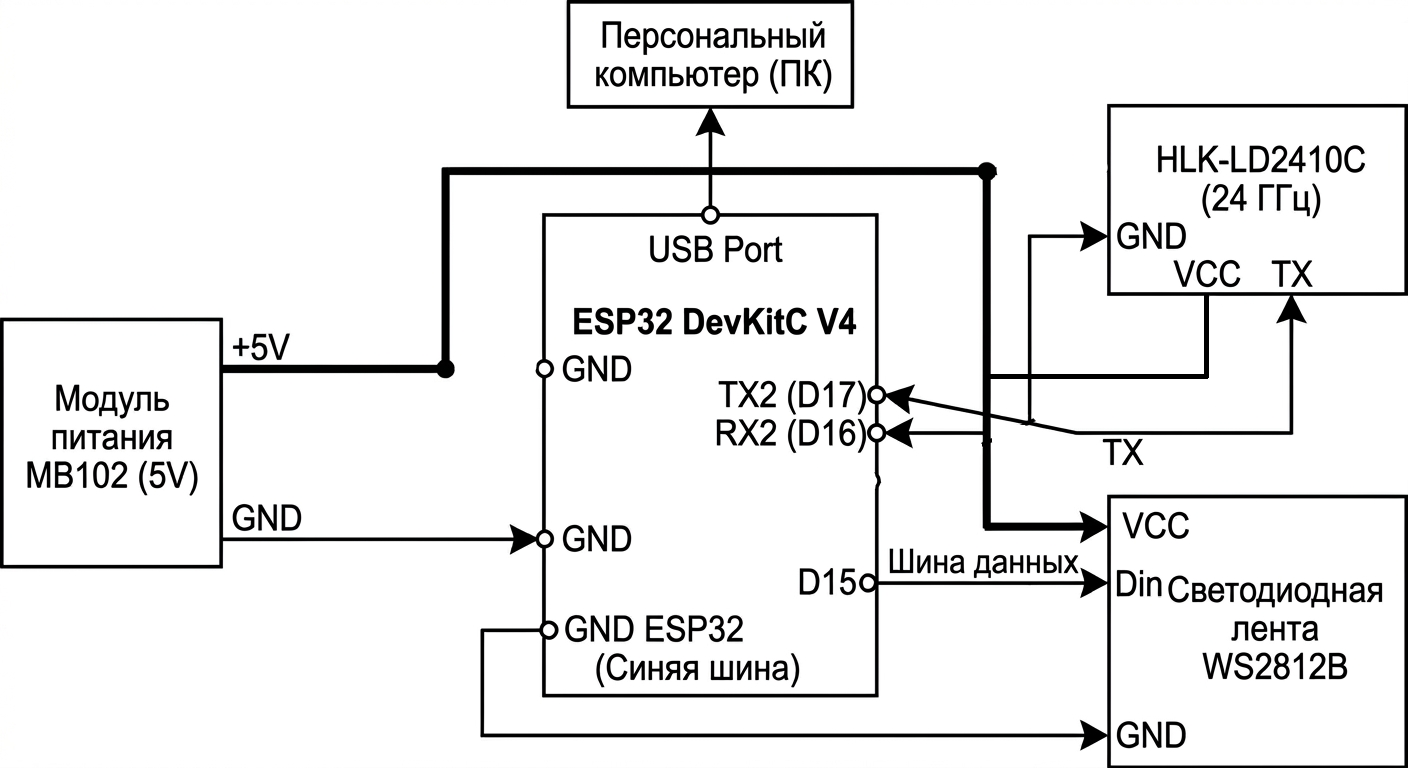 Персональный
компьютер (ПК)
HLK-LD2410C
(24 ГГц)
GND
VCC TX
USB Port
ESP32 DevKitC V4
GND
TX2 (D17)
RX2 (D16)
TX
+5V
Модуль
питания
MB102 (5V)
GND
GND
VCC
Шина данных
D15
Din Светодиодная
лента
WS2812B
GND ESP32
(Синяя шина)
GND